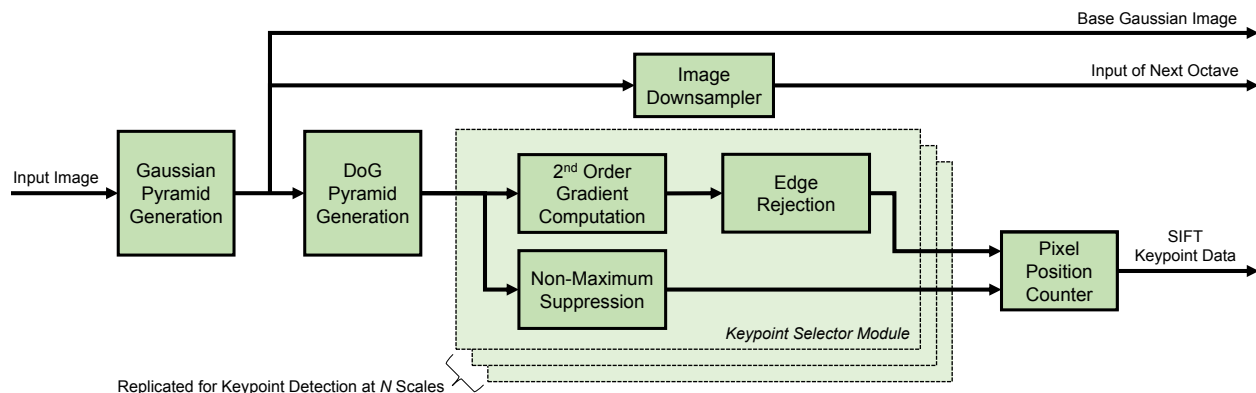 Base Gaussian Image
Input of Next Octave
Image
Downsampler
Input Image
Gaussian
Pyramid
Generation
DoG
Pyramid
Generation
2nd Order
Gradient
Computation
Edge
Rejection
Non-Maximum
Suppression
Keypoint Selector Module
Pixel
Position
Counter
SIFT
Keypoint Data
Replicated for Keypoint Detection at N Scales